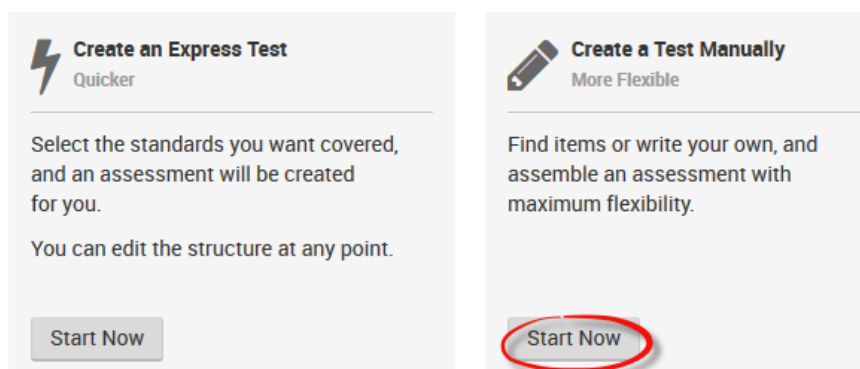 Create an Express Test
Quicker
Select the standards you want covered,
and an assessment will be created
for you.
You can edit the structure at any point.
Start Now
Create a Test Manually
More Flexible
Find items or write your own, and
assemble an assessment with
maximum flexibility.
Start Now